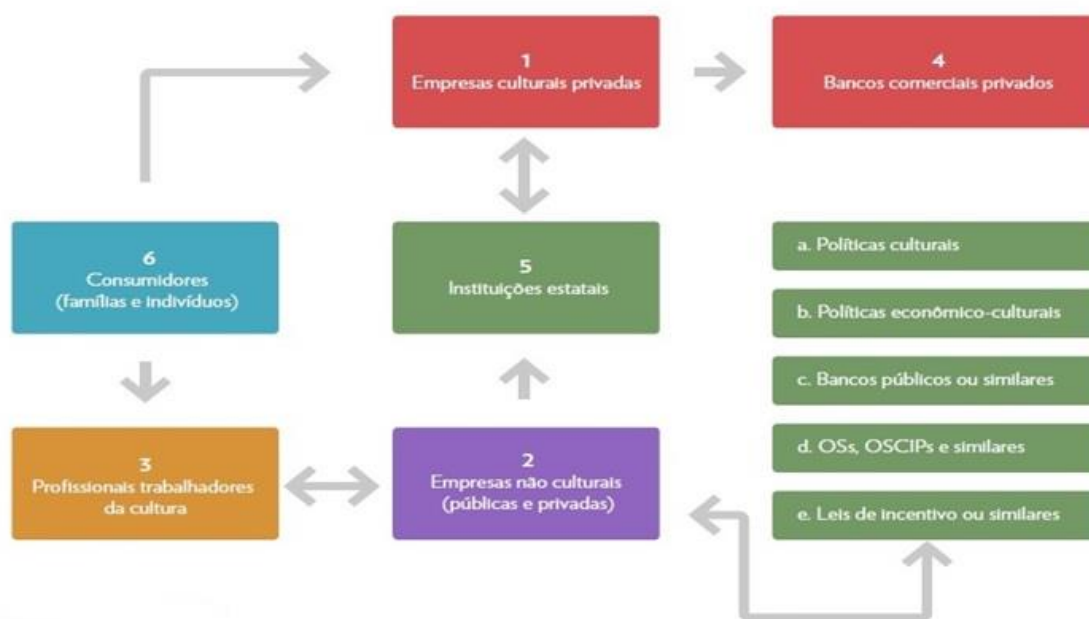 1
Empresas culturais privadas
4
Bancos comerciais privados
6
Consumidores
(famílias e indivíduos)
5
Instituições estatais
a. Políticas culturais
b. Políticas econômico-culturais
c. Bancos públicos ou similares
d. OSs, OSCIPs e similares
e. Leis de incentivo ou similares
3
Profissionais trabalhadores
da cultura
2
Empresas não culturais
(públicas e privadas)